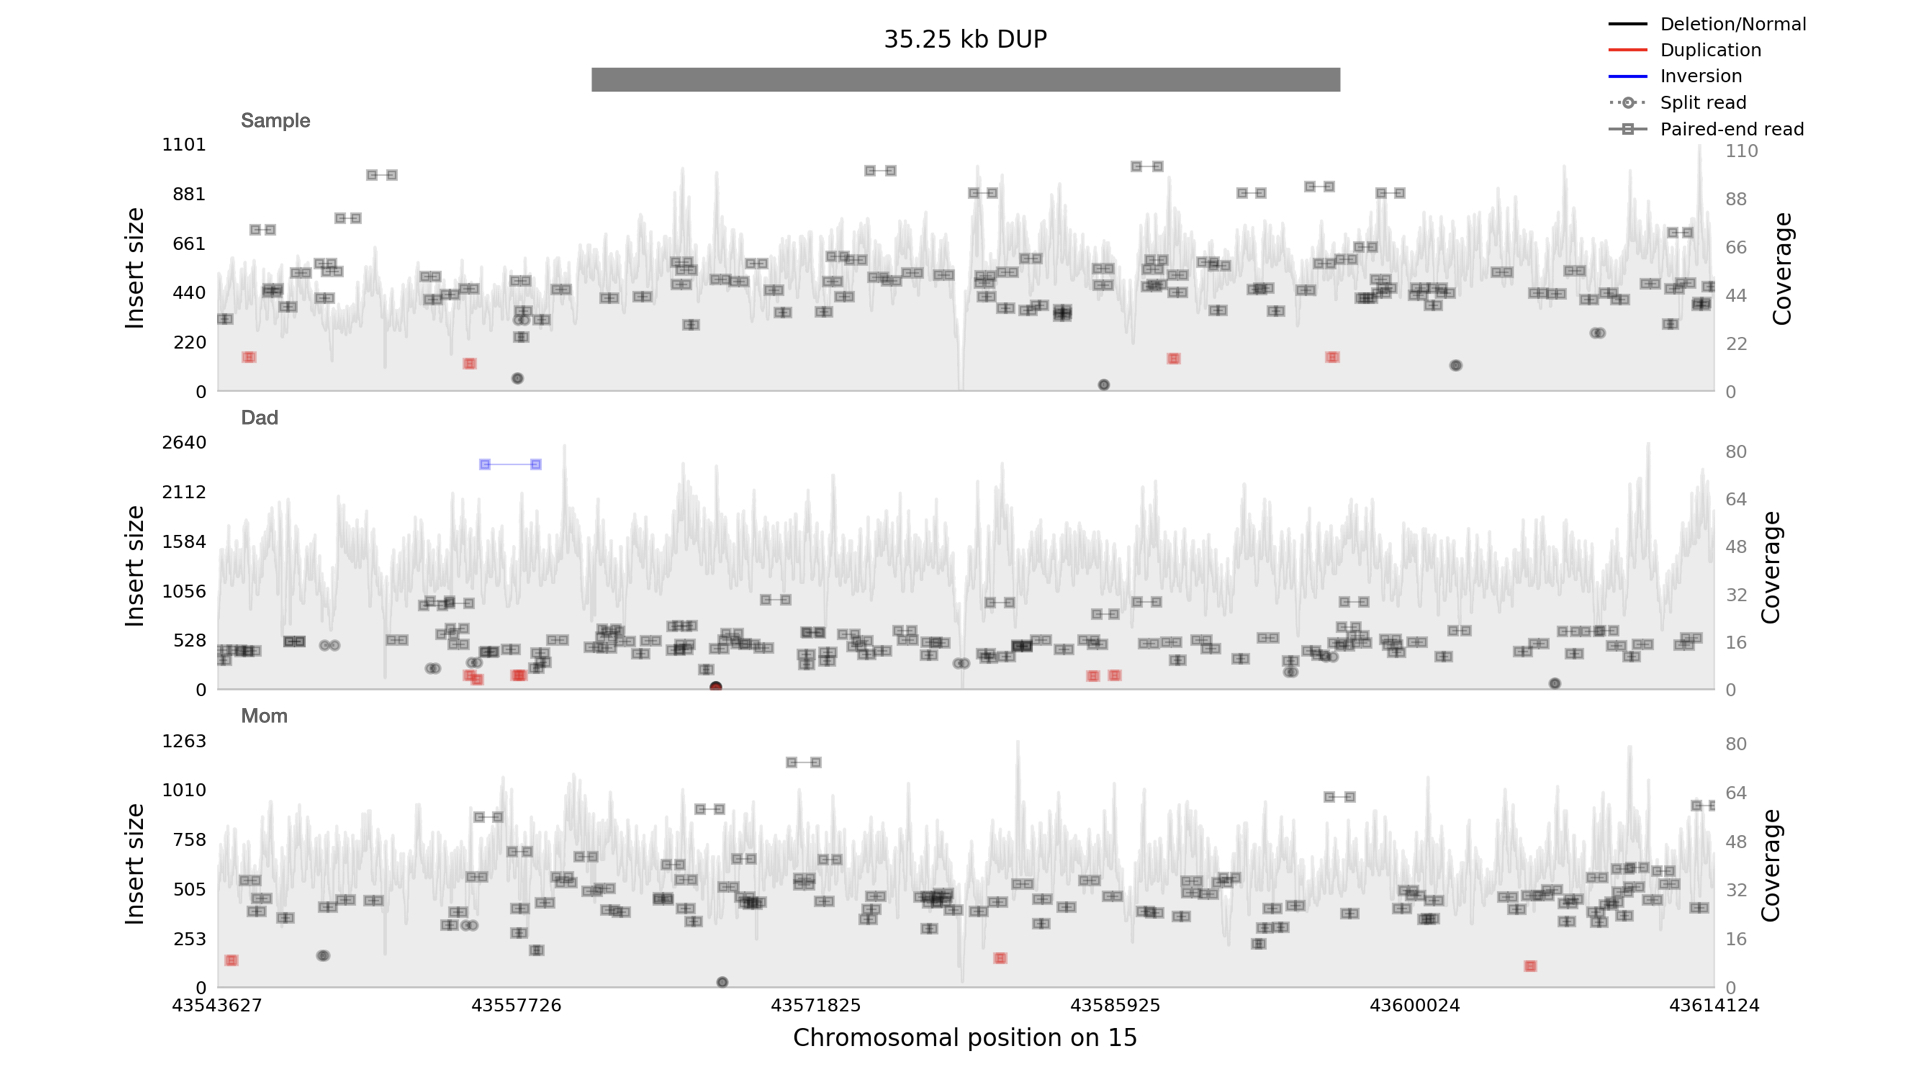 35.25 kb DUP
Deletion/Normal
Duplication
Inversion
Split read
Paired-end read
Sample
1101
881
661
440
220
0
Insert size
110
88
66
44
22
0
Coverage
Dad
2640
2112
1584
1056
528
0
Insert size
80
64
48
32
16
0
Coverage
Mom
1263
1010
758
505
253
0
Insert size
80
64
48
32
16
0
Coverage
43543627 43557726 43571825 43585925 43600024 43614124
Chromosomal position on 15